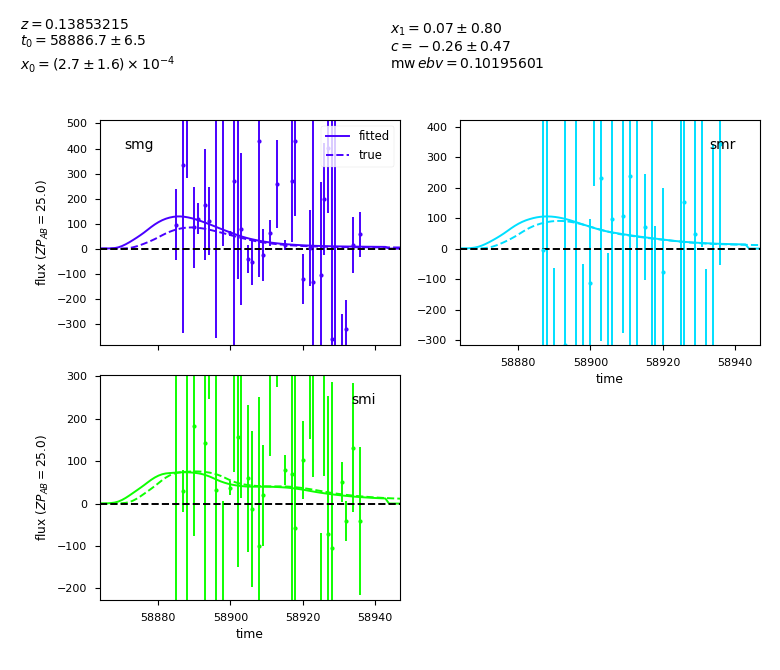 z = 0.13853215
t₀ = 58886.7 ± 6.5
x₀ = (2.7 ± 1.6) × 10⁻⁴
x₁ = 0.07 ± 0.80
c = −0.26 ± 0.47
mwebv = 0.10195601
smg
fitted
true
500
400
300
200
100
0
−100
−200
−300
flux (ZP_AB = 25.0)
smr
400
300
200
100
0
−100
−200
−300
58880 58900 58920 58940
time
smi
300
200
100
0
−100
−200
flux (ZP_AB = 25.0)
58880 58900 58920 58940
time